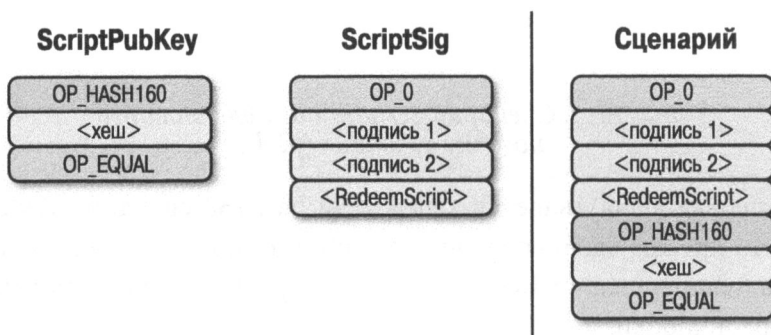 ScriptPubKey
OP_HASH160
<хеш>
OP_EQUAL
ScriptSig
OP_0
<подпись 1>
<подпись 2>
<RedeemScript>
Сценарий
OP_0
<подпись 1>
<подпись 2>
<RedeemScript>
OP_HASH160
<хеш>
OP_EQUAL